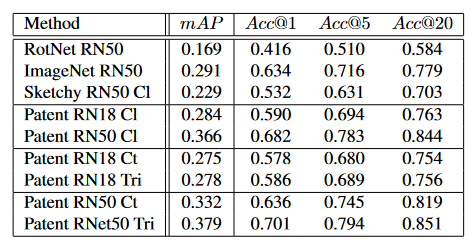 Method mAP Acc@1 Acc@5 Acc@20
RotNet RN50 0.169 0.416 0.510 0.584
ImageNet RN50 0.291 0.634 0.716 0.779
Sketchy RN50 Cl 0.229 0.532 0.631 0.703
Patent RN18 Cl 0.284 0.590 0.694 0.763
Patent RN50 Cl 0.366 0.682 0.783 0.844
Patent RN18 Ct 0.275 0.578 0.680 0.754
Patent RN18 Tri 0.278 0.586 0.689 0.756
Patent RN50 Ct 0.332 0.636 0.745 0.819
Patent RNet50 Tri 0.379 0.701 0.794 0.851